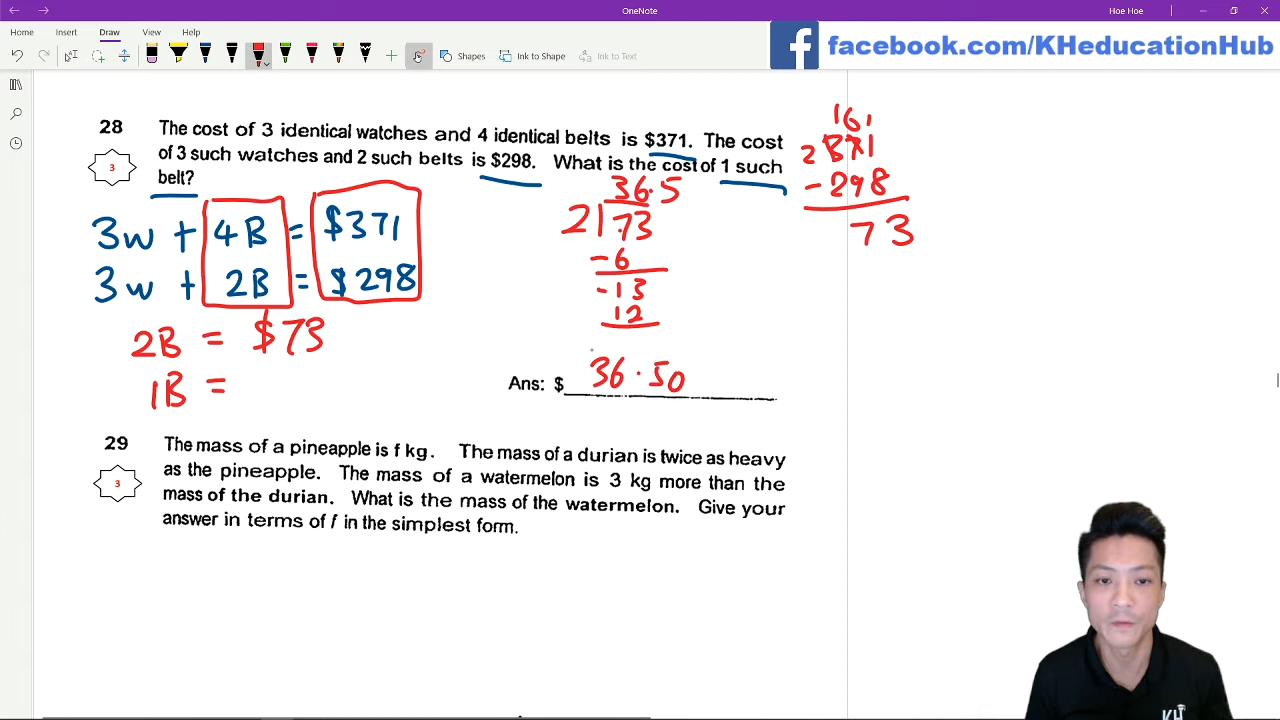 OneNote
Hoe Hoe
Home Insert Draw View Help
Shapes Ink to Shape Ink to Text
facebook.com/KHeducationHub
28 The cost of 3 identical watches and 4 identical belts is $371. The cost
3 of 3 such watches and 2 such belts is $298. What is the cost of 1 such
belt?
3w + 4B = $371
3w + 2B = $298
2B = $73
1B =
36.5
2 73
-6
-13
12
16 1
2 371
- 298
73
Ans: $ 36.50
29 The mass of a pineapple is f kg. The mass of a durian is twice as heavy
3 as the pineapple. The mass of a watermelon is 3 kg more than the
mass of the durian. What is the mass of the watermelon. Give your
answer in terms of f in the simplest form.
KH